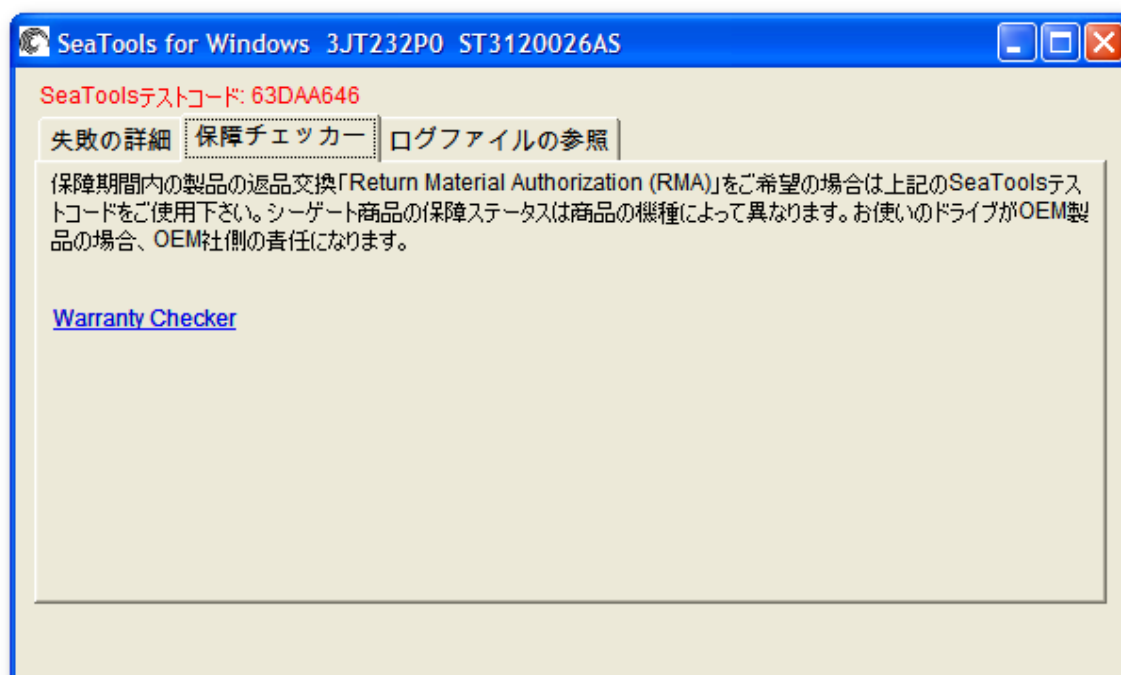 SeaTools for Windows 3JT232P0 ST3120026AS
SeaToolsテストコード: 63DAA646
失敗の詳細 保障チェッカー ログファイルの参照
保障期間内の製品の返品交換「Return Material Authorization (RMA)」をご希望の場合は上記のSeaToolsテス
トコードをご使用下さい。シーゲート商品の保障ステータスは商品の機種によって異なります。お使いのドライブがOEM製
品の場合、OEM社側の責任になります。
Warranty Checker